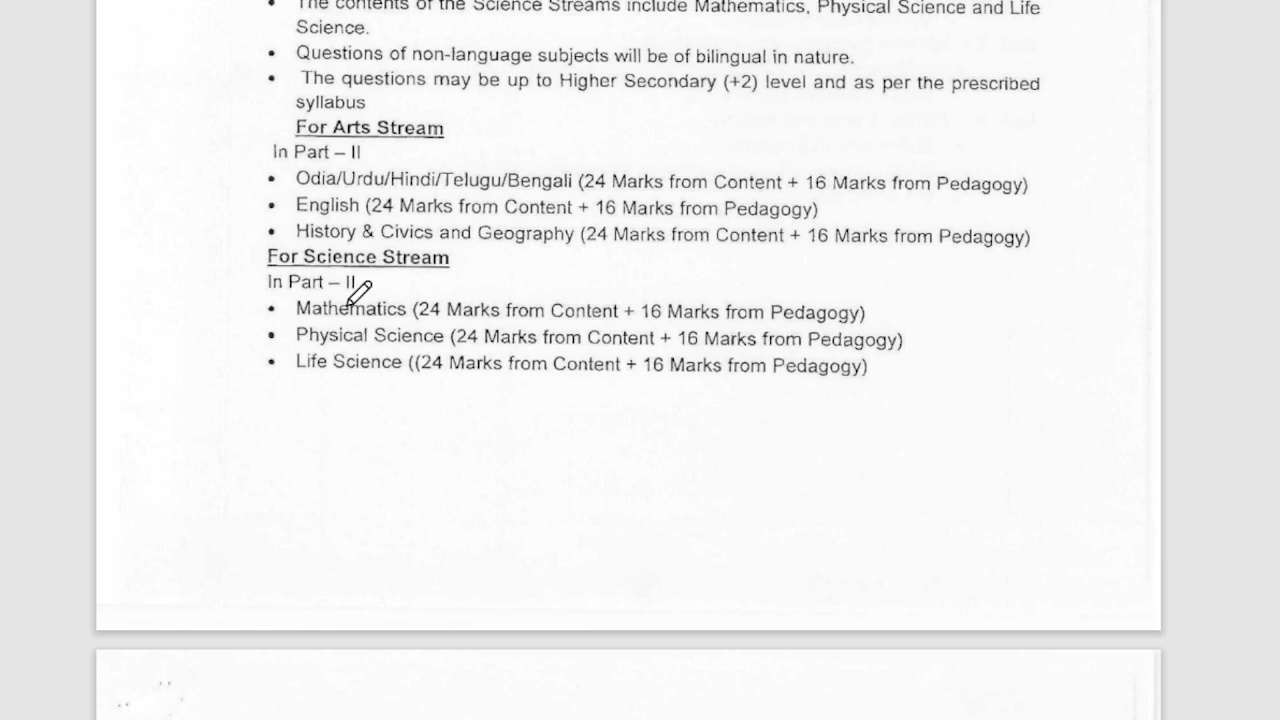 • The contents of the Science Streams include Mathematics, Physical Science and Life
Science.
• Questions of non-language subjects will be of bilingual in nature.
• The questions may be up to Higher Secondary (+2) level and as per the prescribed
syllabus
For Arts Stream
In Part – II
• Odia/Urdu/Hindi/Telugu/Bengali (24 Marks from Content + 16 Marks from Pedagogy)
• English (24 Marks from Content + 16 Marks from Pedagogy)
• History & Civics and Geography (24 Marks from Content + 16 Marks from Pedagogy)
For Science Stream
In Part – II
• Mathematics (24 Marks from Content + 16 Marks from Pedagogy)
• Physical Science (24 Marks from Content + 16 Marks from Pedagogy)
• Life Science ((24 Marks from Content + 16 Marks from Pedagogy)